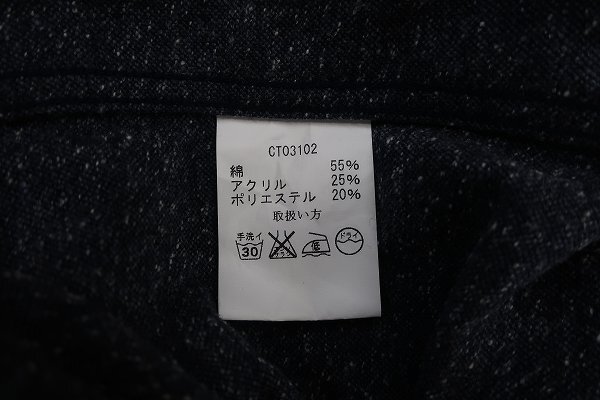 CT03102
綿 55%
アクリル 25%
ポリエステル 20%
取扱い方
手洗イ
30
低
ドライ